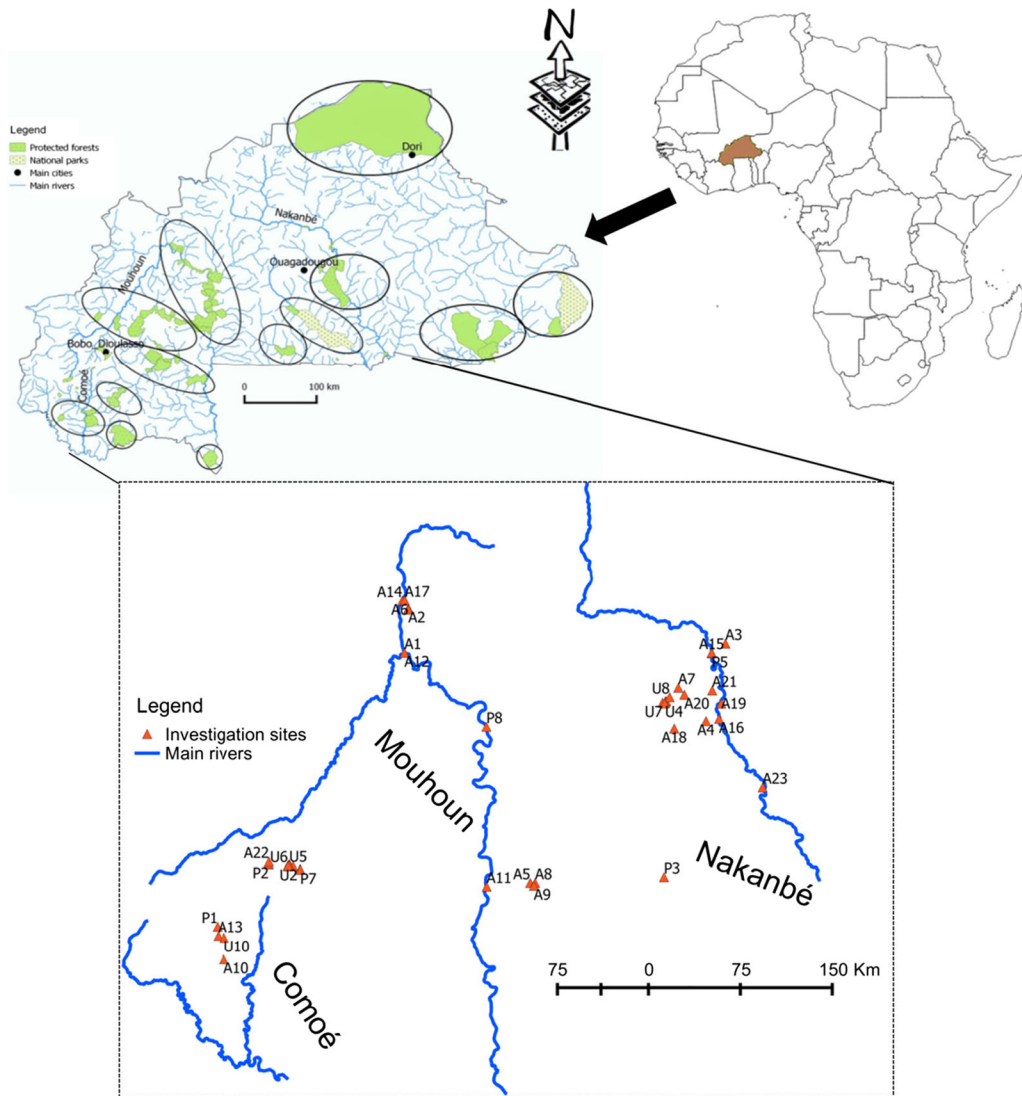 N
Legend
Protected forests
National parks
Main cities
Main rivers
Dori
Nakanbé
Ouagadougou
Mouhoun
Bobo_Dioulasso
Comoé
0 100 km
A14 A17
A6
A2
A1
A12
P8
A3
A15
P5
A7
U8
A21
A20
A19
U7 U4
A18
A4 A16
A23
Legend
Investigation sites
Main rivers
Mouhoun
Nakanbé
A22 U6 U5
P2 U2 P7
A11
A5 A8
A9
P3
P1
A13
U10
A10
Comoé
75 0 75 150 Km